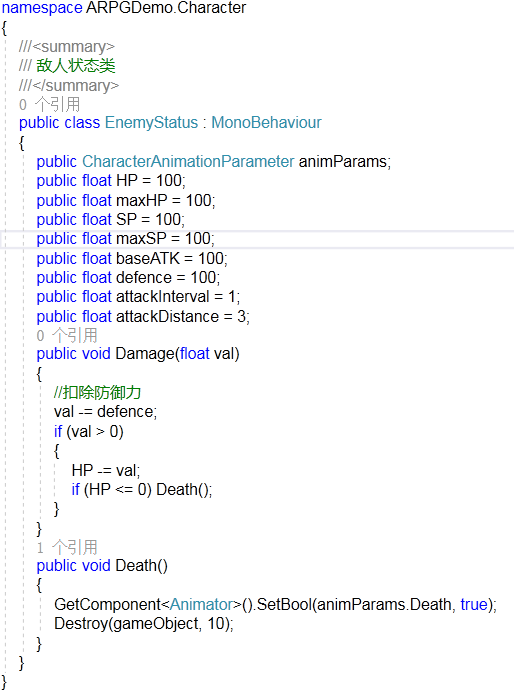 namespace ARPGDemo.Character
{
///<summary>
/// 敌人状态类
///</summary>
0 个引用
public class EnemyStatus : MonoBehaviour
{
public CharacterAnimationParameter animParams;
public float HP = 100;
public float maxHP = 100;
public float SP = 100;
public float maxSP = 100;
public float baseATK = 100;
public float defence = 100;
public float attackInterval = 1;
public float attackDistance = 3;
0 个引用
public void Damage(float val)
{
//扣除防御力
val -= defence;
if (val > 0)
{
HP -= val;
if (HP <= 0) Death();
}
}
1 个引用
public void Death()
{
GetComponent<Animator>().SetBool(animParams.Death, true);
Destroy(gameObject, 10);
}
}
}